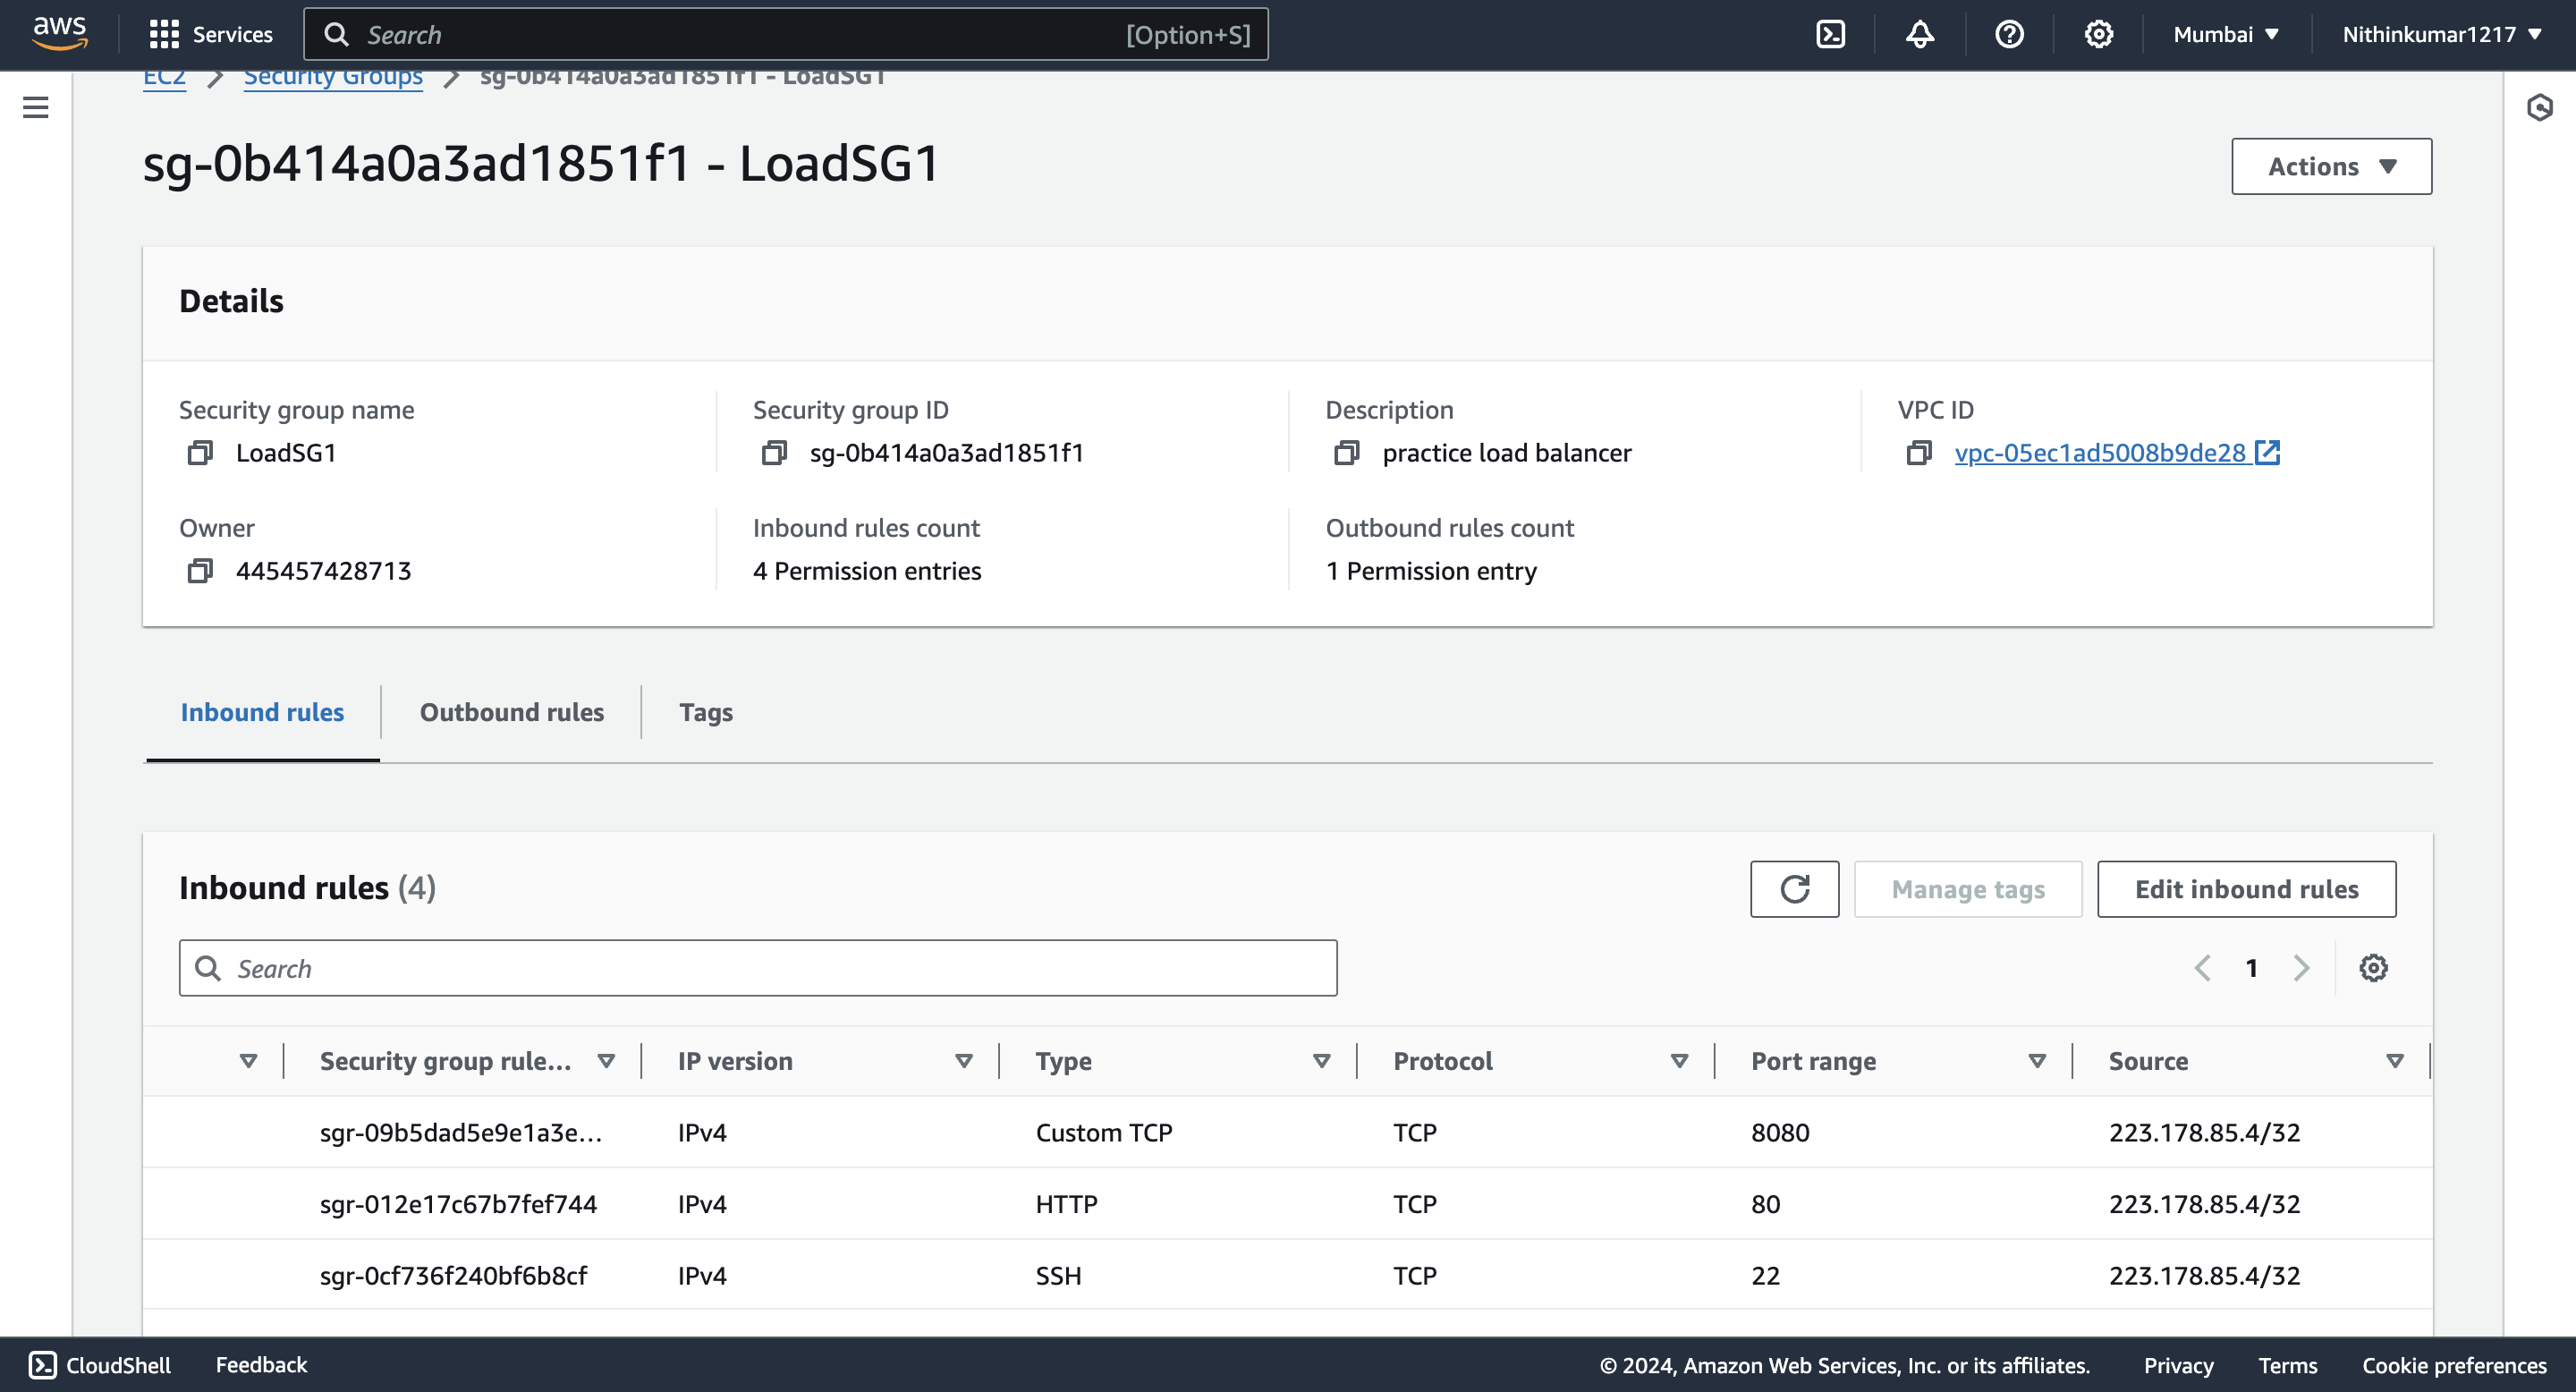 aws Services Search [Option+S] Mumbai Nithinkumar1217
EC2 > Security Groups > sg-0b414a0a3ad1851f1 - LoadSG1
sg-0b414a0a3ad1851f1 - LoadSG1
Actions
Details
Security group name Security group ID Description VPC ID
LoadSG1 sg-0b414a0a3ad1851f1 practice load balancer vpc-05ec1ad5008b9de28
Owner Inbound rules count Outbound rules count
445457428713 4 Permission entries 1 Permission entry
Inbound rules Outbound rules Tags
Inbound rules (4) Manage tags Edit inbound rules
Search 1
Security group rule... IP version Type Protocol Port range Source
sgr-09b5dad5e9e1a3e... IPv4 Custom TCP TCP 8080 223.178.85.4/32
sgr-012e17c67b7fef744 IPv4 HTTP TCP 80 223.178.85.4/32
sgr-0cf736f240bf6b8cf IPv4 SSH TCP 22 223.178.85.4/32
CloudShell Feedback © 2024, Amazon Web Services, Inc. or its affiliates. Privacy Terms Cookie preferences